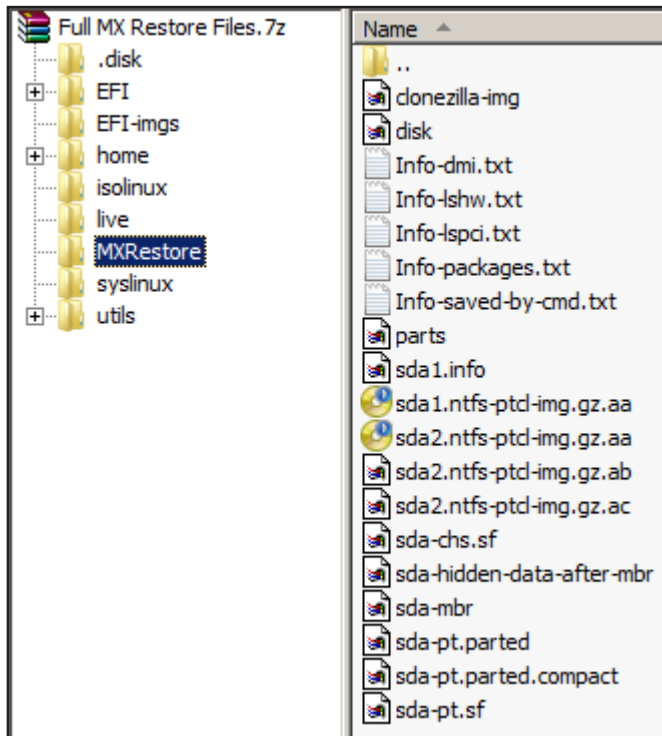 Full MX Restore Files.7z
.disk
EFI
EFI-imgs
home
isolinux
live
MXRestore
syslinux
utils
Name
..
clonezilla-img
disk
Info-dmi.txt
Info-lshw.txt
Info-lspci.txt
Info-packages.txt
Info-saved-by-cmd.txt
parts
sda1.info
sda1.ntfs-ptcl-img.gz.aa
sda2.ntfs-ptcl-img.gz.aa
sda2.ntfs-ptcl-img.gz.ab
sda2.ntfs-ptcl-img.gz.ac
sda-chs.sf
sda-hidden-data-after-mbr
sda-mbr
sda-pt.parted
sda-pt.parted.compact
sda-pt.sf